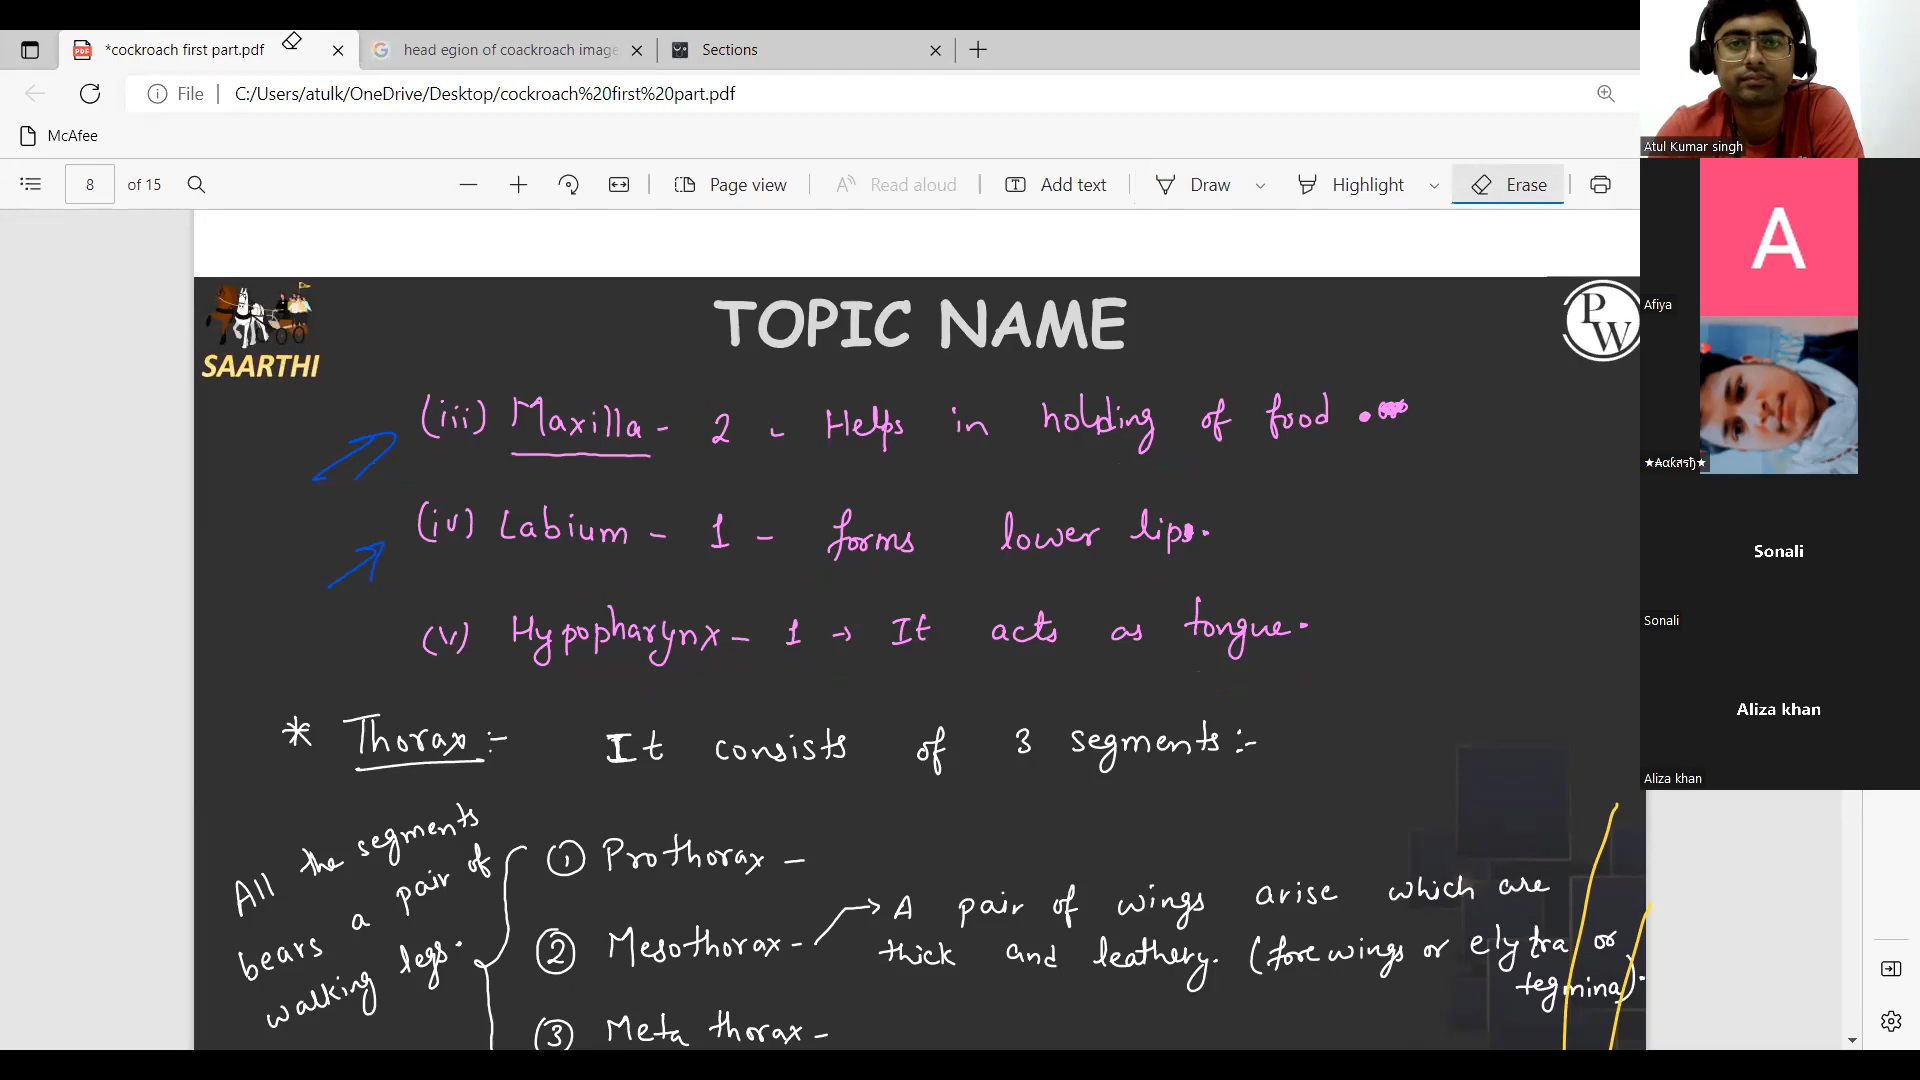 *cockroach first part.pdf
head egion of coackroach image
Sections
File
C:/Users/atulk/OneDrive/Desktop/cockroach%20first%20part.pdf
McAfee
8 of 15
Page view
Read aloud
Add text
Draw
Highlight
Erase
Atul Kumar singh
A
Afiya
Sonali
Sonali
Aliza khan
Aliza khan
SAARTHI
TOPIC NAME
PW
(iii) Maxilla - 2 - Helps in holding of food.
(iv) Labium - 1 - forms lower lips.
(v) Hypopharynx - 1 → It acts as tongue.
* Thorax :- It consists of 3 segments :-
All the segments
bears a pair of
walking legs.
① Prothorax -
② Mesothorax - → A pair of wings arise which are
thick and leathery. (fore wings or elytra or
tegmina).
③ Meta thorax -